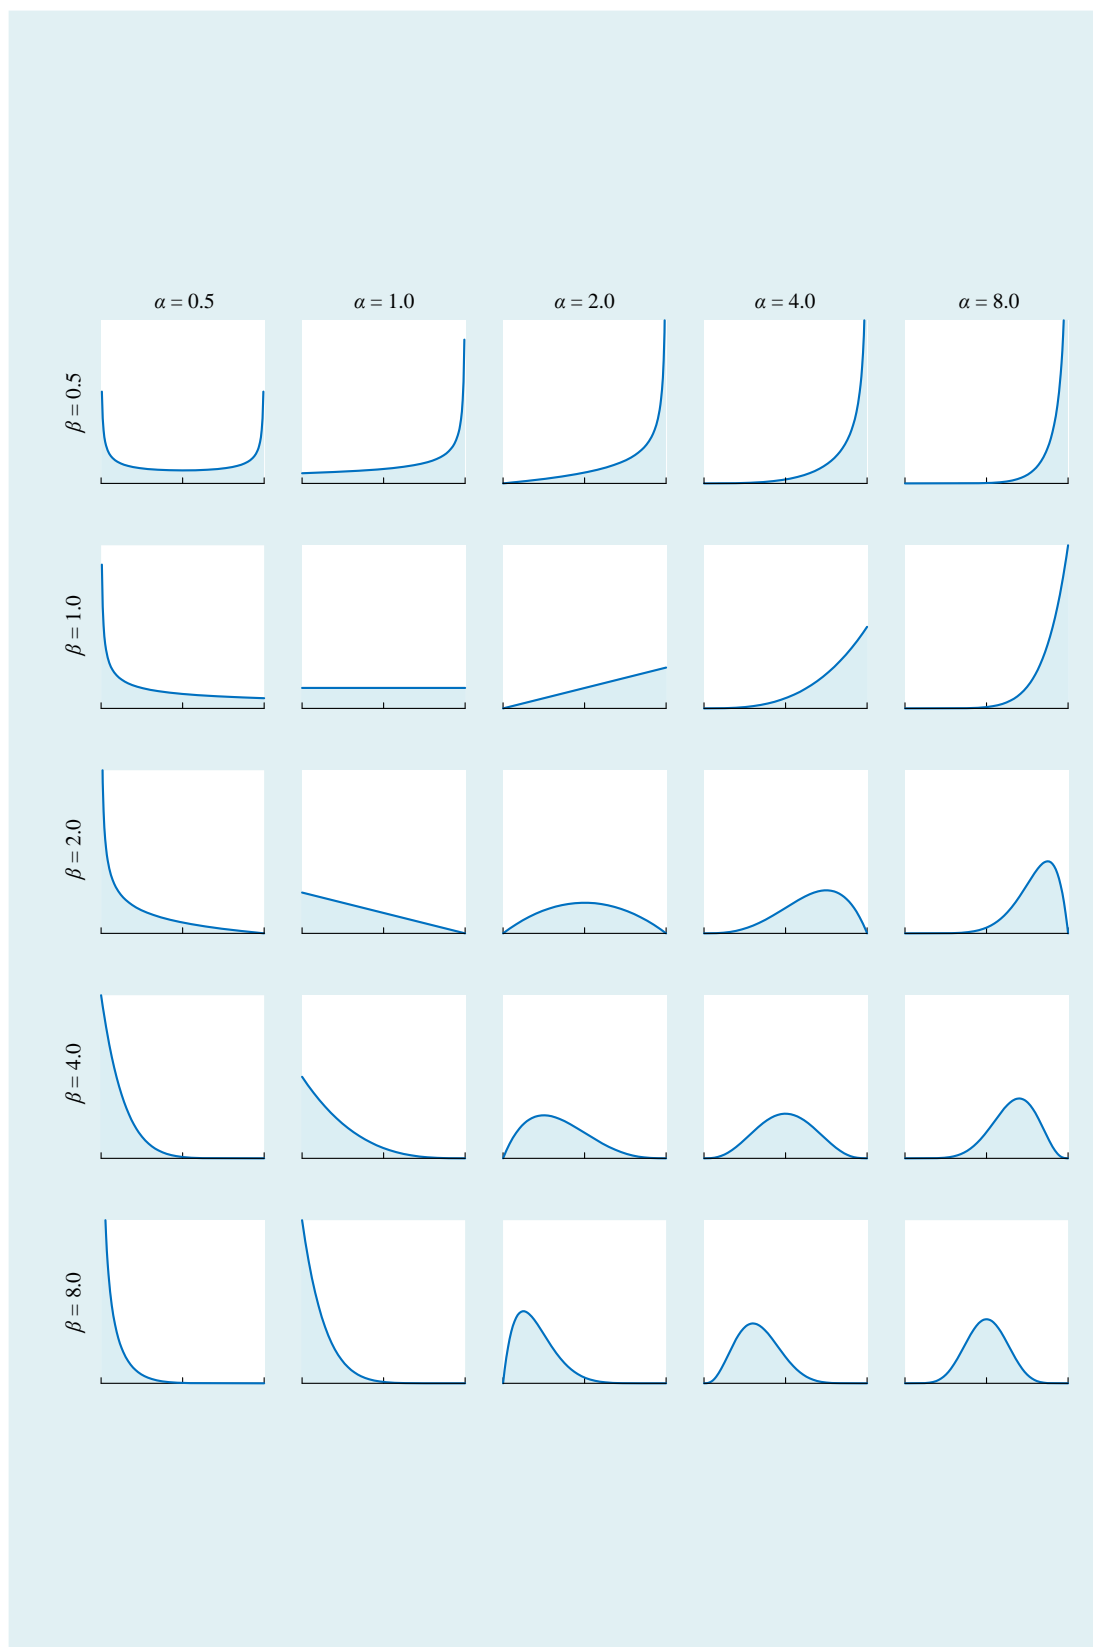 α = 0.5
α = 1.0
α = 2.0
α = 4.0
α = 8.0
β = 0.5
β = 1.0
β = 2.0
β = 4.0
β = 8.0